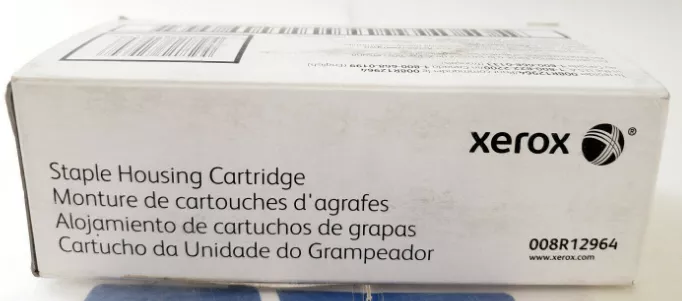 xerox
®
Staple Housing Cartridge
Monture de cartouches d'agrafes
Alojamiento de cartuchos de grapas
Cartucho da Unidade do Grampeador
008R12964
www.xerox.com